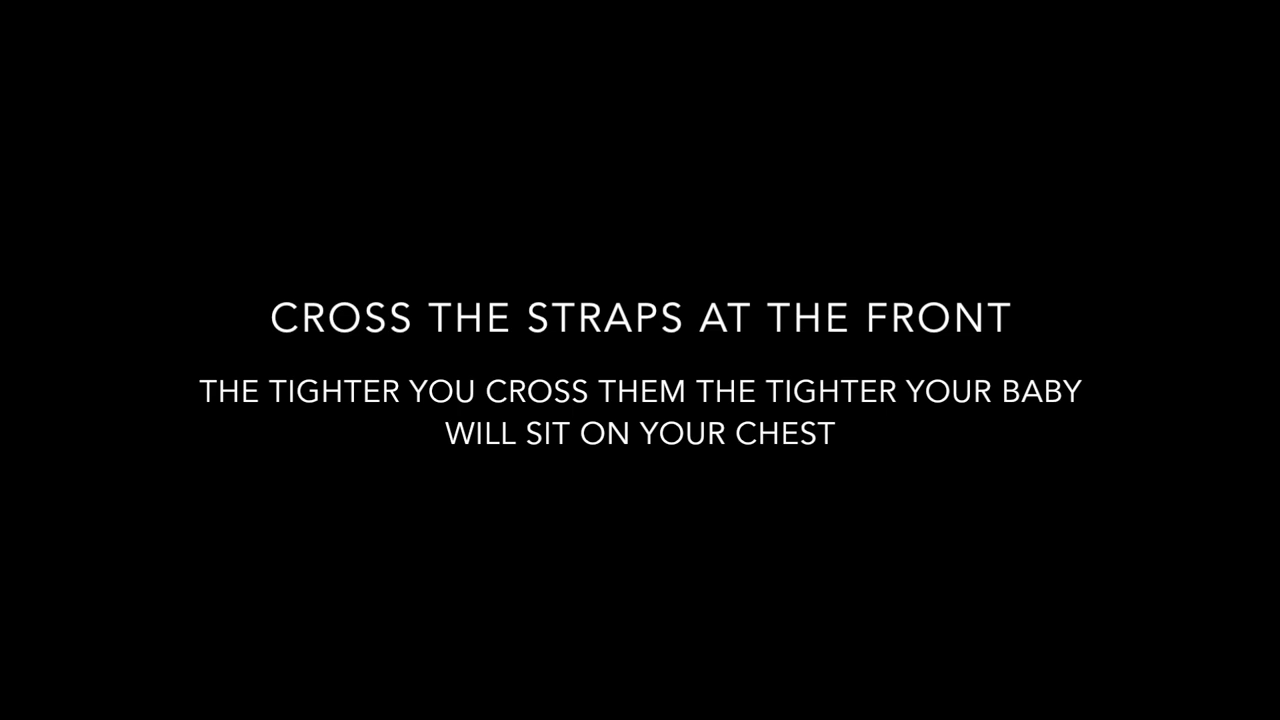 CROSS THE STRAPS AT THE FRONT
THE TIGHTER YOU CROSS THEM THE TIGHTER YOUR BABY
WILL SIT ON YOUR CHEST